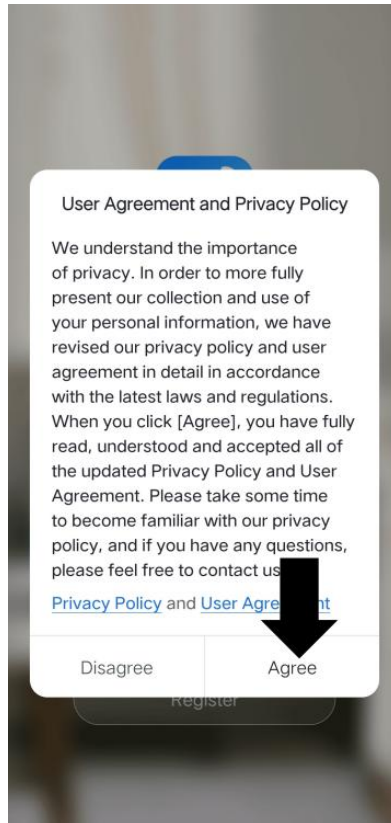 User Agreement and Privacy Policy
We understand the importance
of privacy. In order to more fully
present our collection and use of
your personal information, we have
revised our privacy policy and user
agreement in detail in accordance
with the latest laws and regulations.
When you click [Agree], you have fully
read, understood and accepted all of
the updated Privacy Policy and User
Agreement. Please take some time
to become familiar with our privacy
policy, and if you have any questions,
please feel free to contact us
Privacy Policy and User Agreement
Disagree
Agree
Register